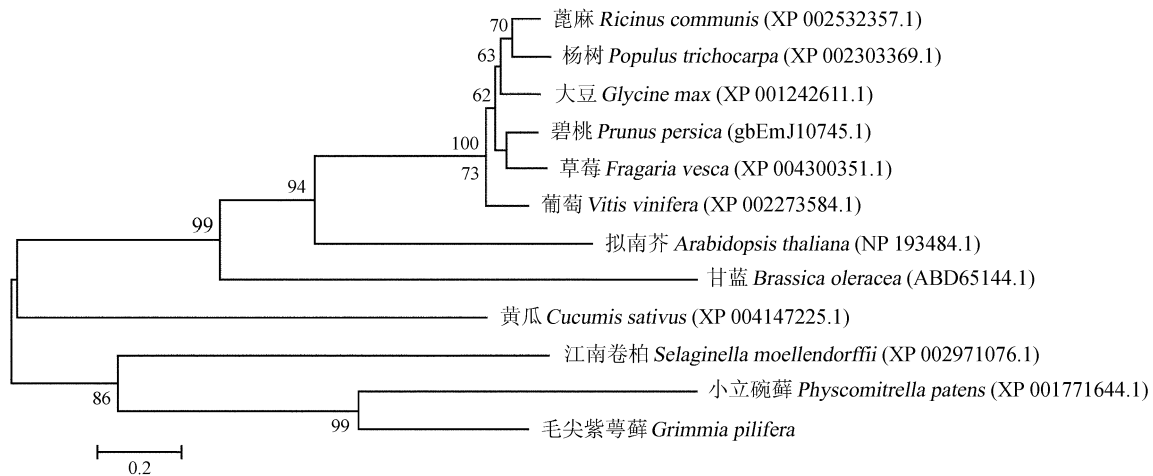 70
蓖麻 Ricinus communis (XP 002532357.1)
63
杨树 Populus trichocarpa (XP 002303369.1)
62
大豆 Glycine max (XP 001242611.1)
碧桃 Prunus persica (gbEmJ10745.1)
100
73
草莓 Fragaria vesca (XP 004300351.1)
94
葡萄 Vitis vinifera (XP 002273584.1)
99
拟南芥 Arabidopsis thaliana (NP 193484.1)
甘蓝 Brassica oleracea (ABD65144.1)
黄瓜 Cucumis sativus (XP 004147225.1)
江南卷柏 Selaginella moellendorffii (XP 002971076.1)
86
小立碗藓 Physcomitrella patens (XP 001771644.1)
99
毛尖紫萼藓 Grimmia pilifera
0.2